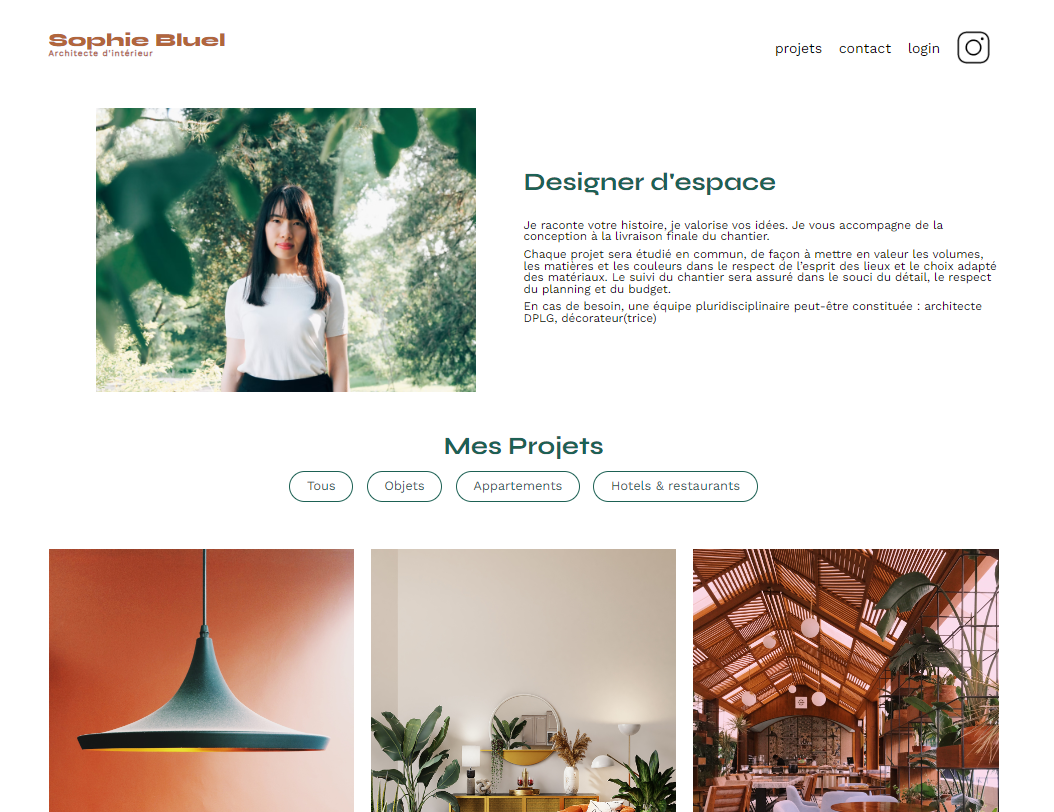 Sophie Bluel
Architecte d'intérieur
projets contact login
Designer d'espace
Je raconte votre histoire, je valorise vos idées. Je vous accompagne de la
conception à la livraison finale du chantier.
Chaque projet sera étudié en commun, de façon à mettre en valeur les volumes,
les matières et les couleurs dans le respect de l'esprit des lieux et le choix adapté
des matériaux. Le suivi du chantier sera assuré dans le souci du détail, le respect
du planning et du budget.
En cas de besoin, une équipe pluridisciplinaire peut-être constituée : architecte
DPLG, décorateur(trice)
Mes Projets
Tous Objets Appartements Hotels & restaurants